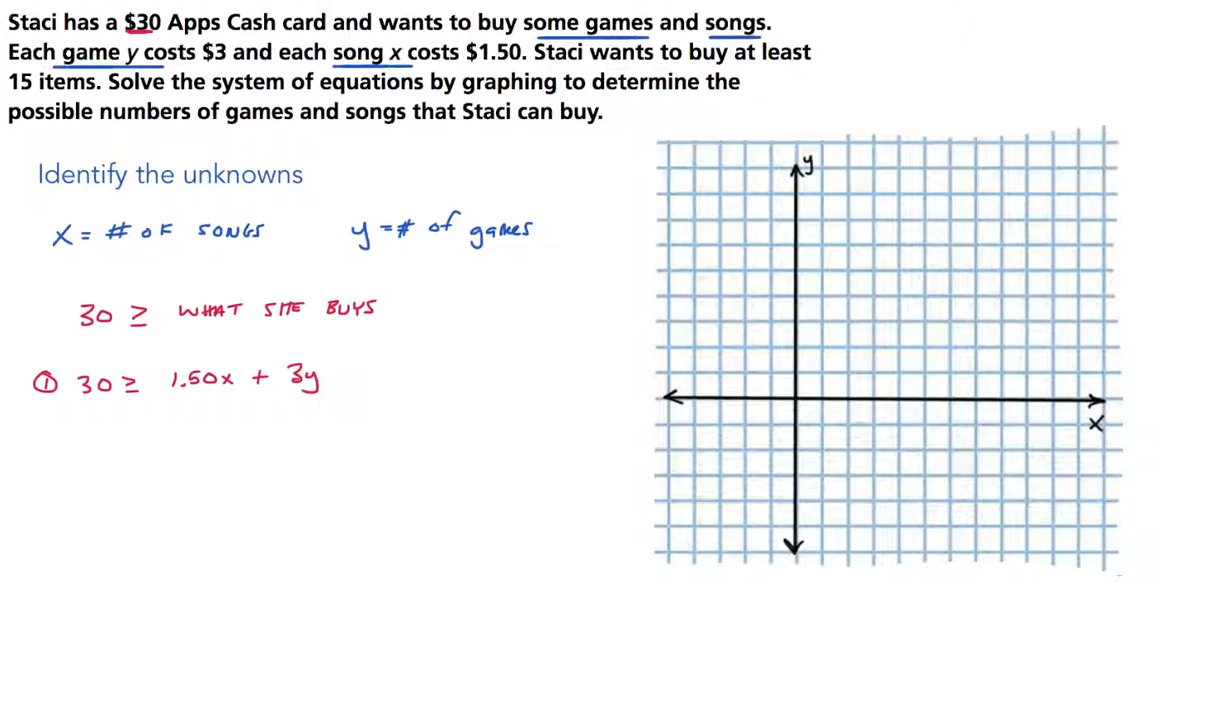 Staci has a $30 Apps Cash card and wants to buy some games and songs.
Each game y costs $3 and each song x costs $1.50. Staci wants to buy at least
15 items. Solve the system of equations by graphing to determine the
possible numbers of games and songs that Staci can buy.
Identify the unknowns
x = # OF SONGS y = # of games
30 ≥ WHAT SHE BUYS
① 30 ≥ 1.50x + 3y
y
x